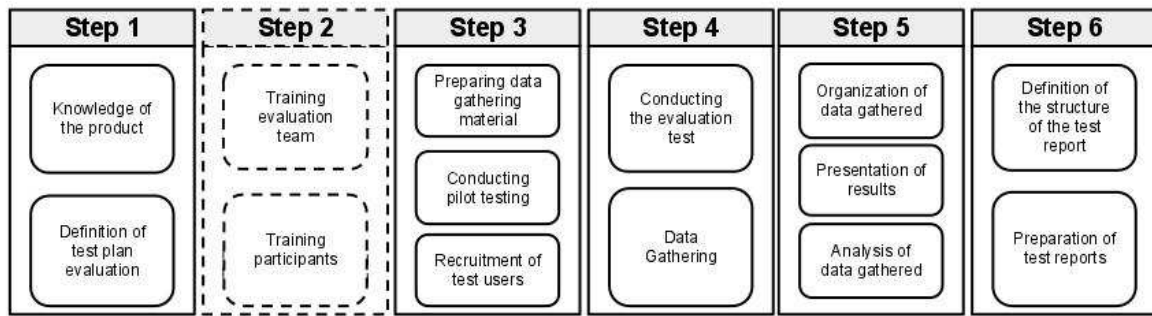 Step 1
Knowledge of
the product
Definition of
test plan
evaluation
Step 2
Training
evaluation
team
Training
participants
Step 3
Preparing data
gathering
material
Conducting
pilot testing
Recruitment of
test users
Step 4
Conducting
the evaluation
test
Data
Gathering
Step 5
Organization of
data gathered
Presentation of
results
Analysis of
data gathered
Step 6
Definition of
the structure
of the test
report
Preparation of
test reports